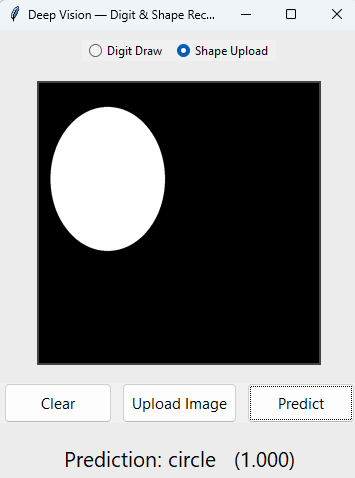 Deep Vision — Digit & Shape Rec...
Digit Draw Shape Upload
Clear Upload Image Predict
Prediction: circle (1.000)